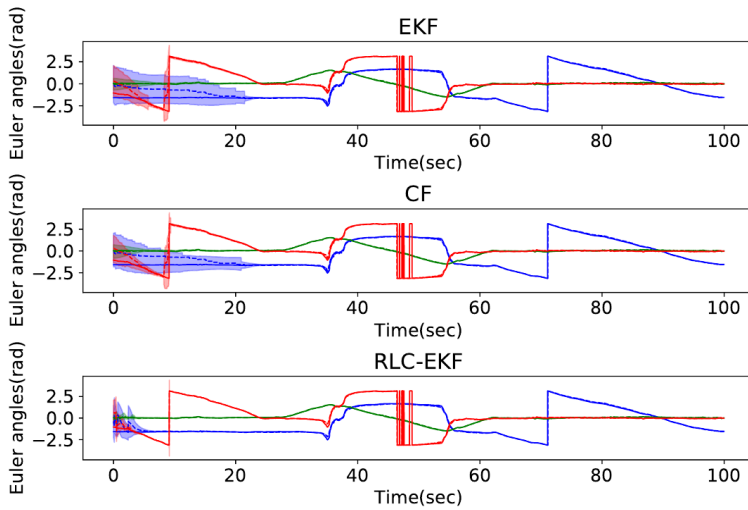 EKF
Euler angles(rad)
2.5
0.0
−2.5
0 20 40 60 80 100
Time(sec)
CF
Euler angles(rad)
2.5
0.0
−2.5
0 20 40 60 80 100
Time(sec)
RLC-EKF
Euler angles(rad)
2.5
0.0
−2.5
0 20 40 60 80 100
Time(sec)